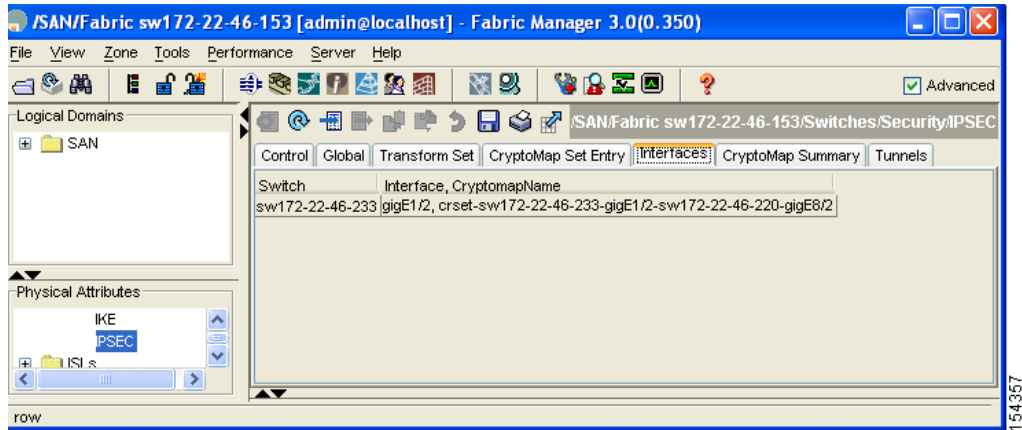 /SAN/Fabric sw172-22-46-153 [admin@localhost] - Fabric Manager 3.0(0.350)
File View Zone Tools Performance Server Help
Advanced
Logical Domains
SAN
/SAN/Fabric sw172-22-46-153/Switches/Security/IPSEC
Control Global Transform Set CryptoMap Set Entry Interfaces CryptoMap Summary Tunnels
Switch Interface, CryptomapName
sw172-22-46-233 gigE1/2, crset-sw172-22-46-233-gigE1/2-sw172-22-46-220-gigE8/2
Physical Attributes
IKE
IPSEC
ISLs
row
154357